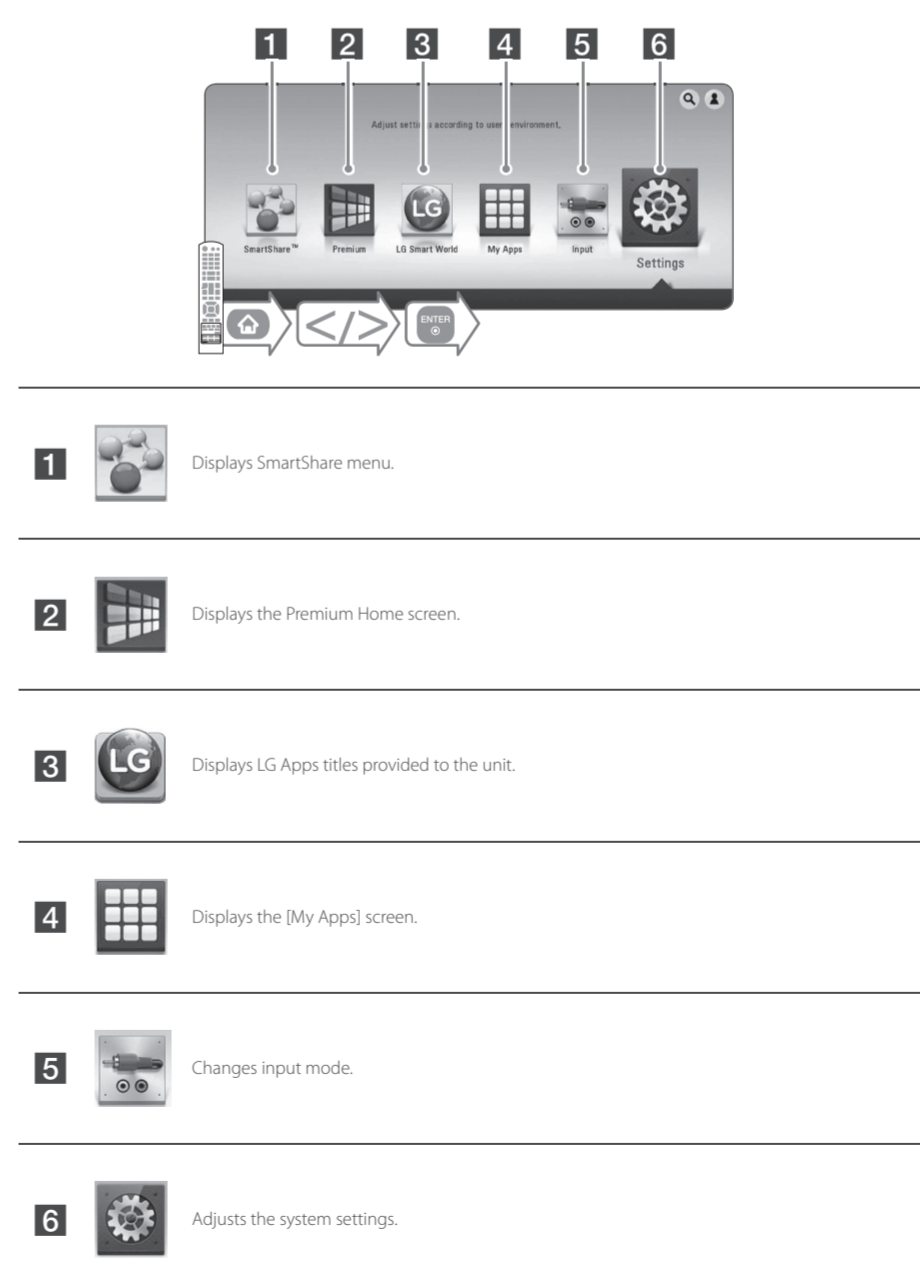 1 2 3 4 5 6
Adjust settings according to user environment.
LG
SmartShare™ Premium LG Smart World My Apps Input Settings
</> ENTER
1 Displays SmartShare menu.
2 Displays the Premium Home screen.
3 LG Displays LG Apps titles provided to the unit.
4 Displays the [My Apps] screen.
5 Changes input mode.
6 Adjusts the system settings.